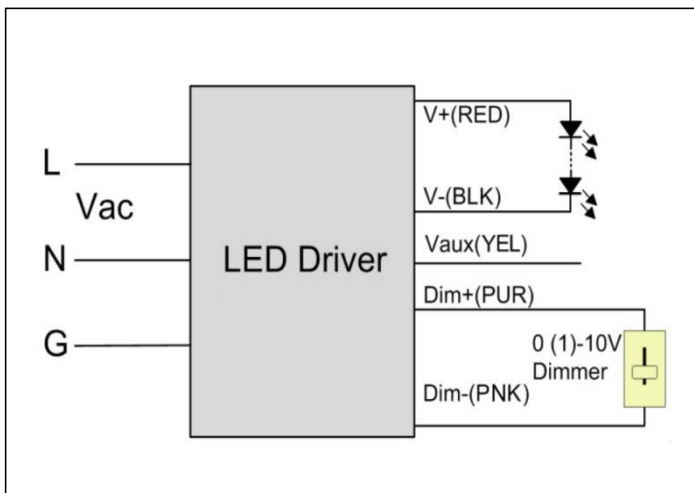 L
Vac
N
G
LED Driver
V+(RED)
V-(BLK)
Vaux(YEL)
Dim+(PUR)
0 (1)-10V
Dimmer
Dim-(PNK)